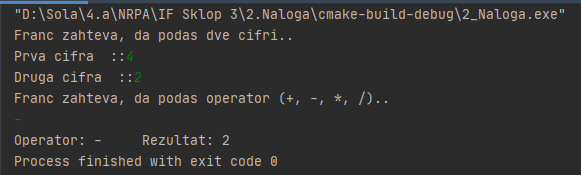 "D:\Sola\4.a\NRPA\IF Sklop 3\2.Naloga\cmake-build-debug\2_Naloga.exe"
Franc zahteva, da podas dve cifri..
Prva cifra  ::4
Druga cifra  ::2
Franc zahteva, da podas operator (+, -, *, /)..
-
Operator: -     Rezultat: 2
Process finished with exit code 0